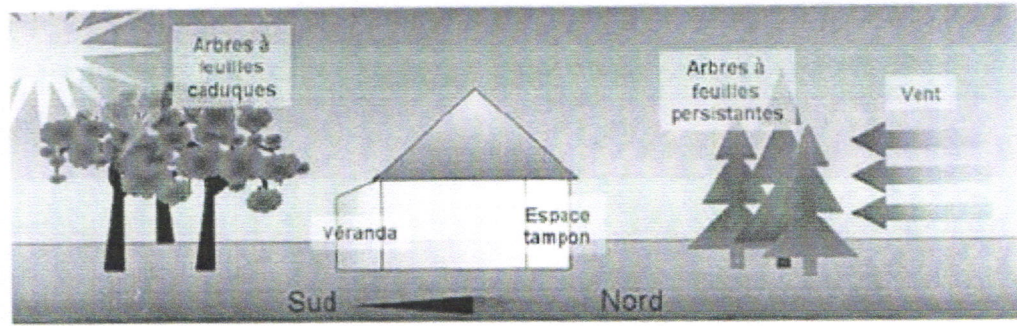 Arbres à
feuilles
caduques
Arbres à
feuilles
persistantes
Vent
Véranda
Espace
tampon
Sud
Nord